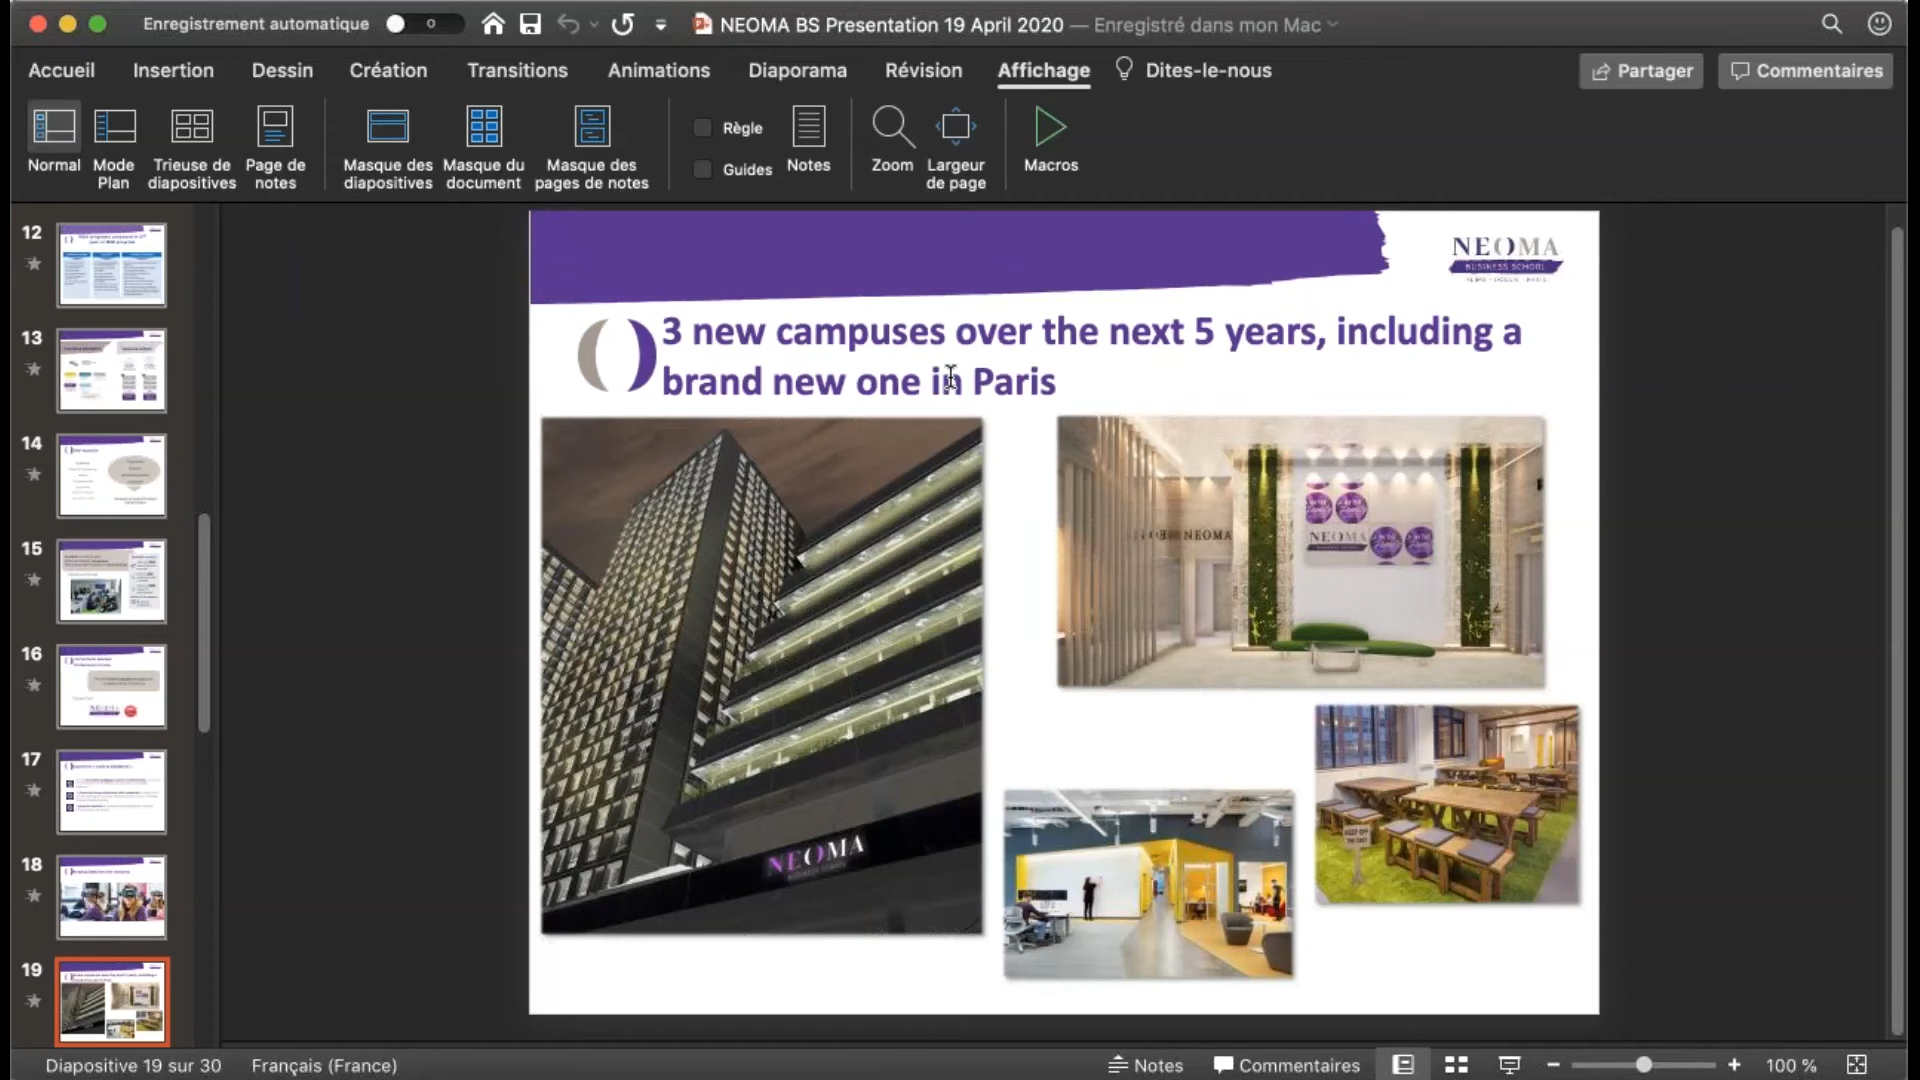 Enregistrement automatique
NEOMA BS Presentation 19 April 2020 — Enregistré dans mon Mac
Accueil Insertion Dessin Création Transitions Animations Diaporama Révision Affichage Dites-le-nous Partager Commentaires
Normal Mode Plan Trieuse de diapositives Page de notes Masque des diapositives Masque du document Masque des pages de notes Règle Guides Notes Zoom Largeur de page Macros
12
13
14
15
16
17
18
19
NEOMA
BUSINESS SCHOOL
3 new campuses over the next 5 years, including a
brand new one in Paris
NEOMA
NEOMA
NEOMA
Diapositive 19 sur 30 Français (France) Notes Commentaires 100 %